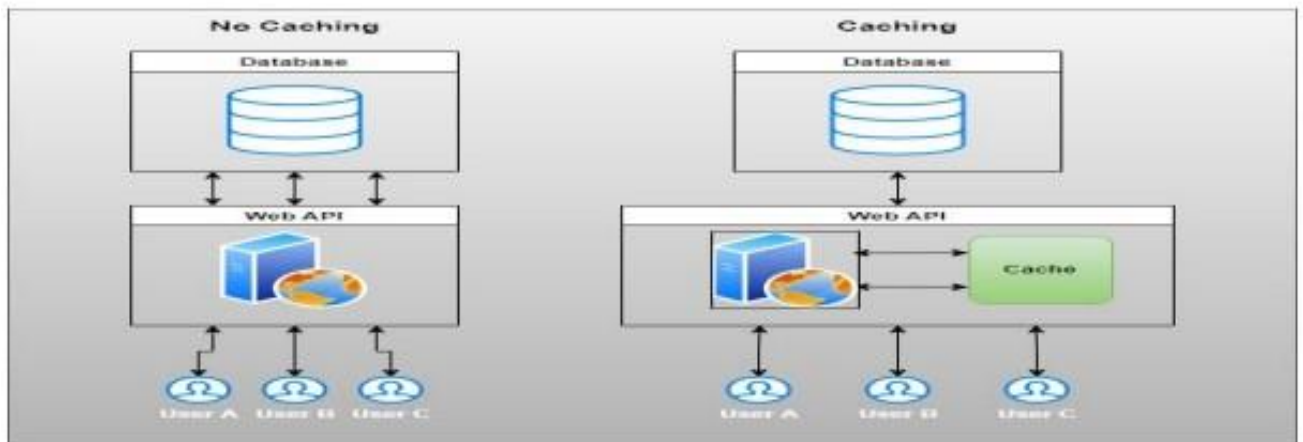 No Caching
Database
Web API
User A User B User C
Caching
Database
Web API
Cache
User A User B User C